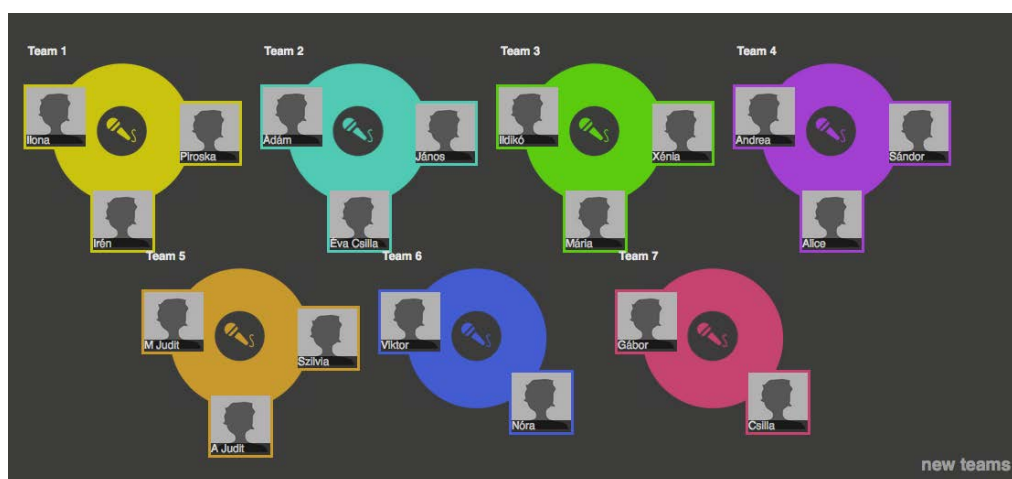 Team 1
Team 2
Team 3
Team 4
Ilona
Piroska
Irén
Ádám
János
Éva Csilla
Ildikó
Xénia
Mária
Andrea
Sándor
Alice
Team 5
Team 6
Team 7
M Judit
Szilvia
A Judit
Viktor
Nóra
Gábor
Csilla
new teams